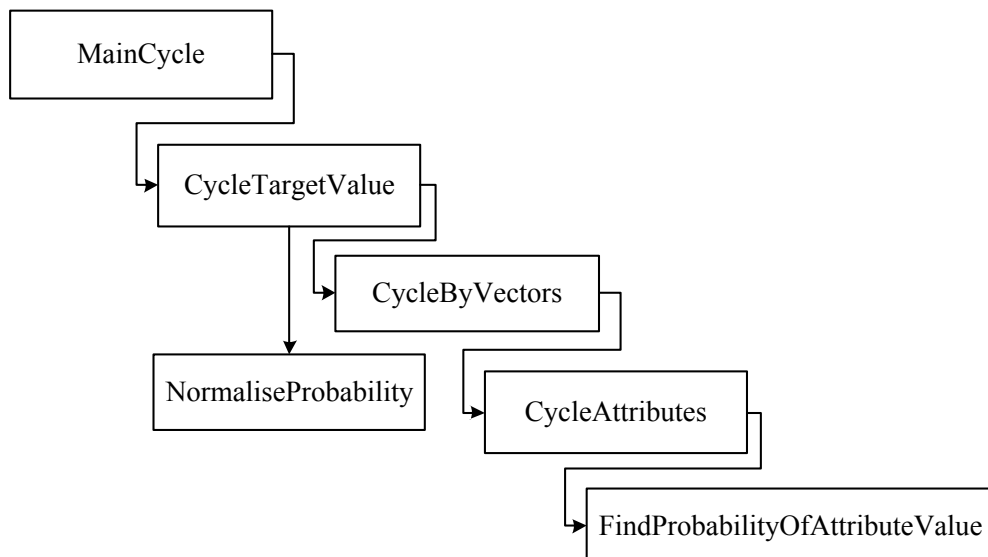 MainCycle
CycleTargetValue
CycleByVectors
NormaliseProbability
CycleAttributes
FindProbabilityOfAttributeValue